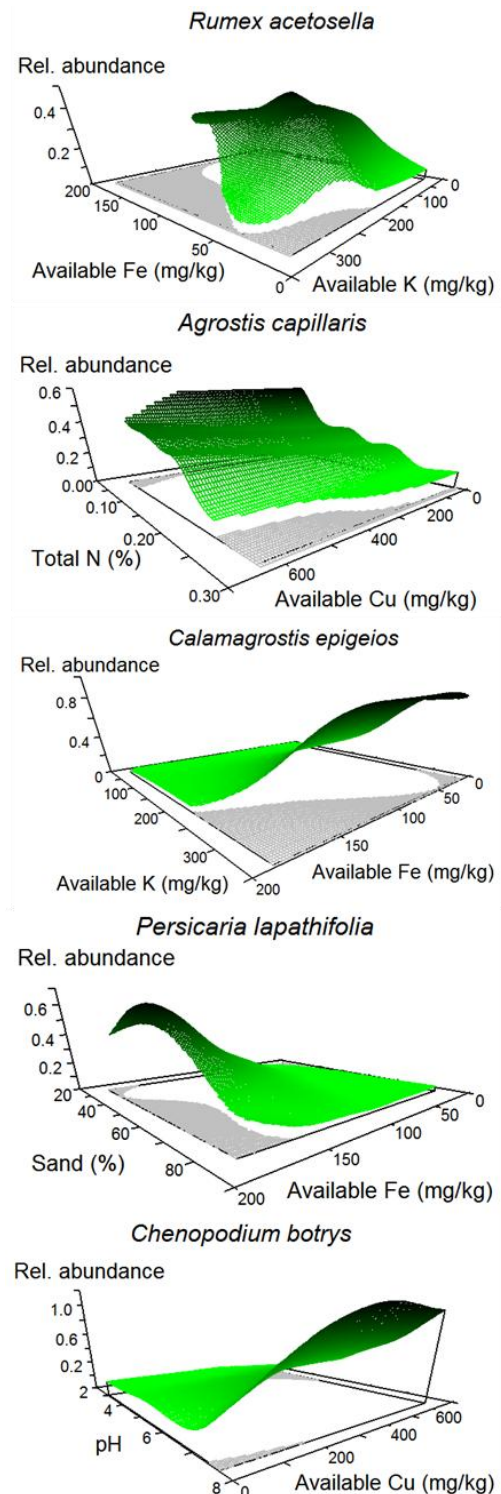 Rumex acetosella
Rel. abundance
0.4
0.2
200
150
100
50
0
0
100
200
300
Available Fe (mg/kg)
Available K (mg/kg)
Agrostis capillaris
Rel. abundance
0.6
0.4
0.2
0.00
0.10
0.20
0.30
0
200
400
600
Total N (%)
Available Cu (mg/kg)
Calamagrostis epigeios
Rel. abundance
0.8
0.4
0
100
200
300
200
150
100
50
0
Available K (mg/kg)
Available Fe (mg/kg)
Persicaria lapathifolia
Rel. abundance
0.6
0.4
0.2
20
40
60
80
200
150
100
50
0
Sand (%)
Available Fe (mg/kg)
Chenopodium botrys
Rel. abundance
1.0
0.6
0.2
2
4
6
8
0
200
400
600
pH
Available Cu (mg/kg)